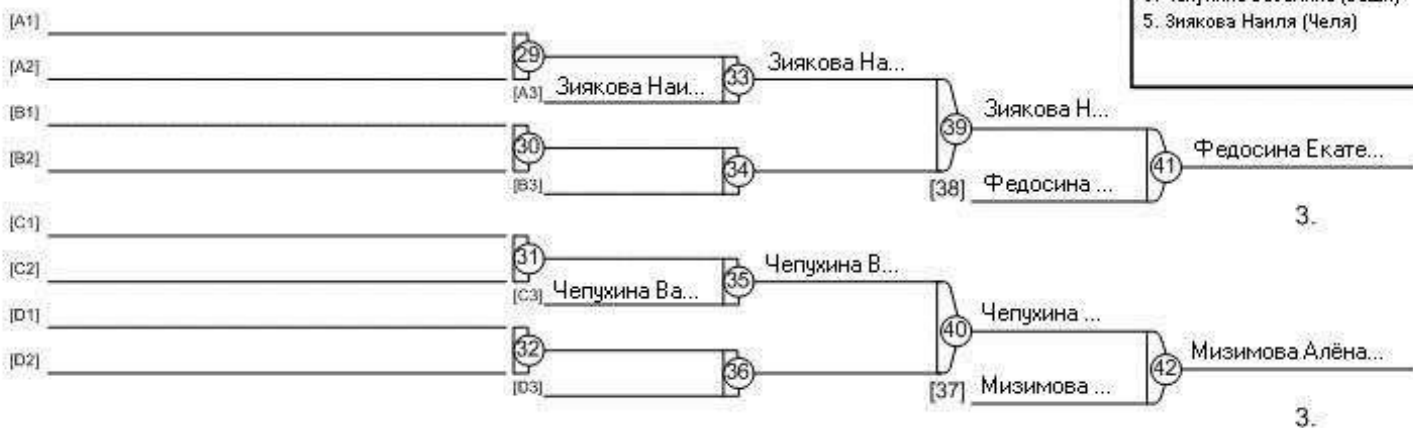 5. Зиякова Наиля (Челя)
[A1]
[A2]
29
[A3] Зиякова Наи...
33
Зиякова На...
[B1]
[B2]
30
[B3]
34
39
Зиякова Н...
[38] Федосина ...
41
Федосина Екате...
3.
[C1]
[C2]
31
[C3] Чепухина Ва...
35
Чепухина В...
[D1]
[D2]
32
[D3]
36
40
Чепухина ...
[37] Мизимова ...
42
Мизимова Алёна...
3.